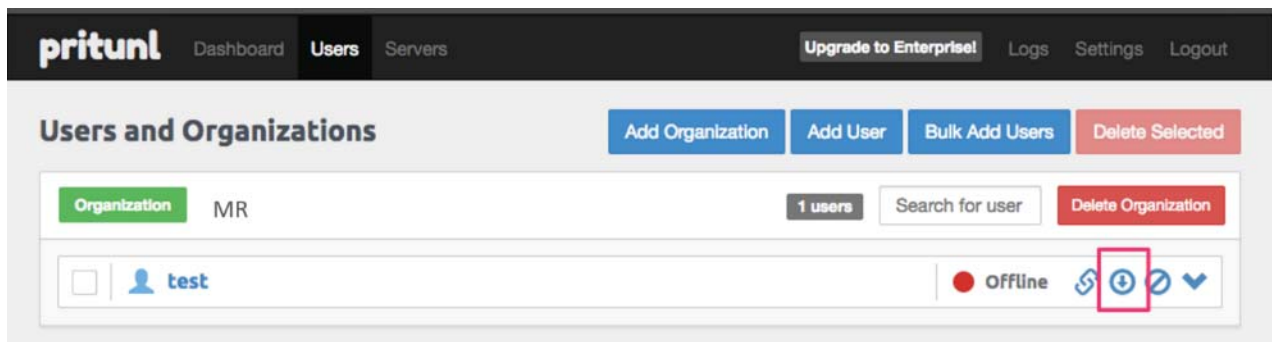 pritunl Dashboard Users Servers Upgrade to Enterprise! Logs Settings Logout
Users and Organizations Add Organization Add User Bulk Add Users Delete Selected
Organization MR 1 users Search for user Delete Organization
test Offline